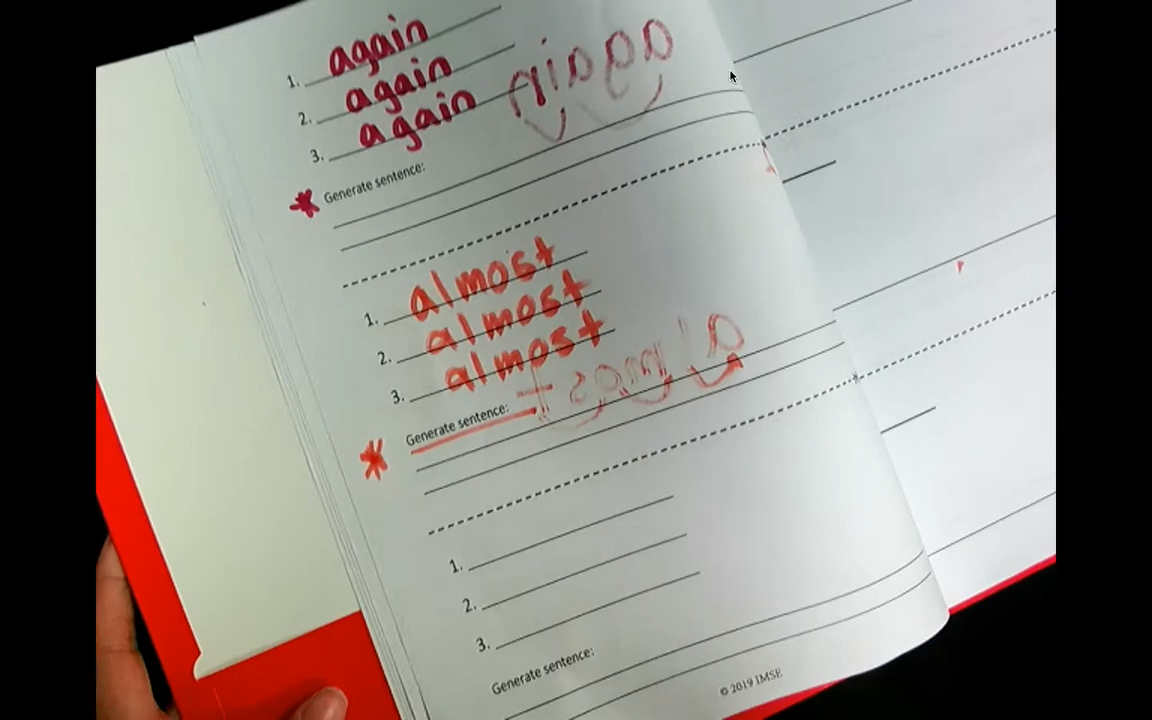 1. again
2. again
3. again
* Generate sentence:
1. almost
2. almost
3. almost
* Generate sentence:
1.
2.
3.
Generate sentence:
© 2019 IMSE